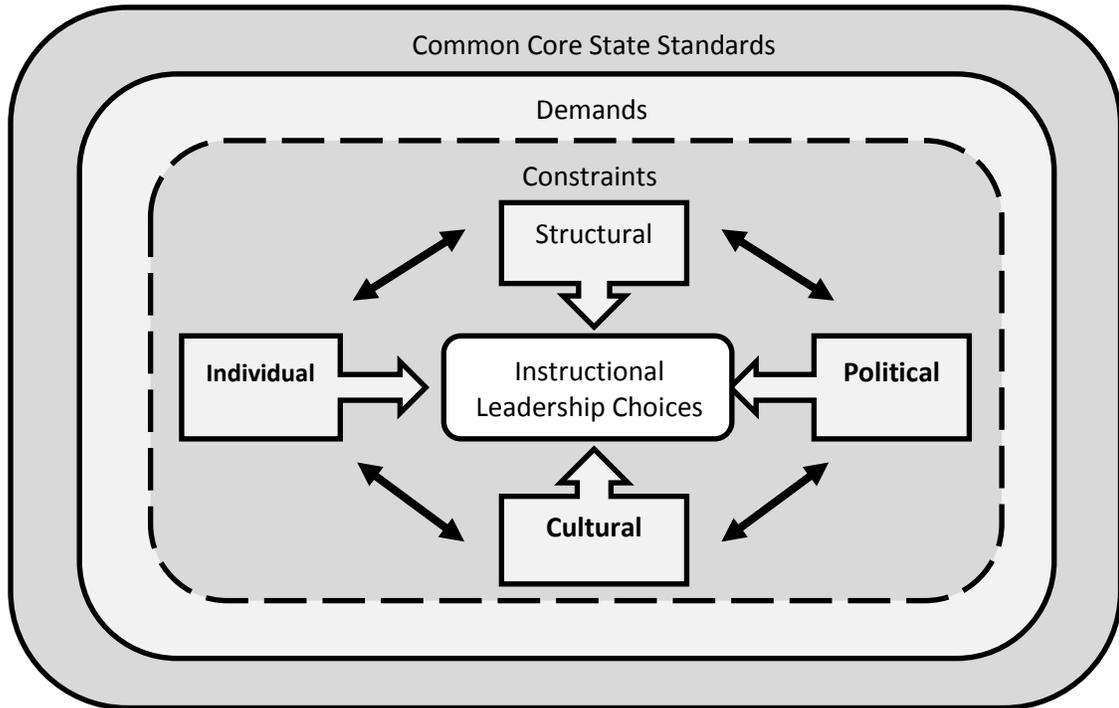 Common Core State Standards
Demands
Constraints
Structural
Individual
Instructional
Leadership Choices
Political
Cultural